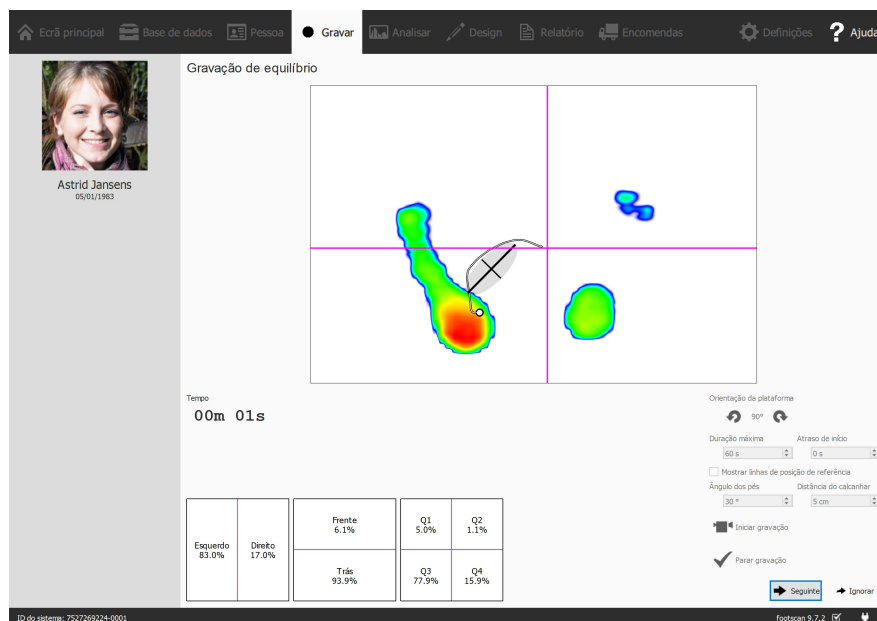 Ecrã principal Base de dados Pessoa Gravar Analisar Design Relatório Encomendas Definições ? Ajuda
Gravação de equilíbrio
Astrid Jansens
05/01/1983
Tempo
00m 01s
Orientação da plataforma
90°
Duração máxima Atraso de início
60 s 0 s
Mostrar linhas de posição de referência
Ângulo dos pés Distância do calcanhar
30 ° 5 cm
Iniciar gravação
Parar gravação
Seguinte Ignorar
Esquerdo
83.0%
Direito
17.0%
Frente
6.1%
Trás
93.9%
Q1
5.0%
Q2
1.1%
Q3
77.9%
Q4
15.9%
ID do sistema: 7527269224-0001 footscan 9.7.2